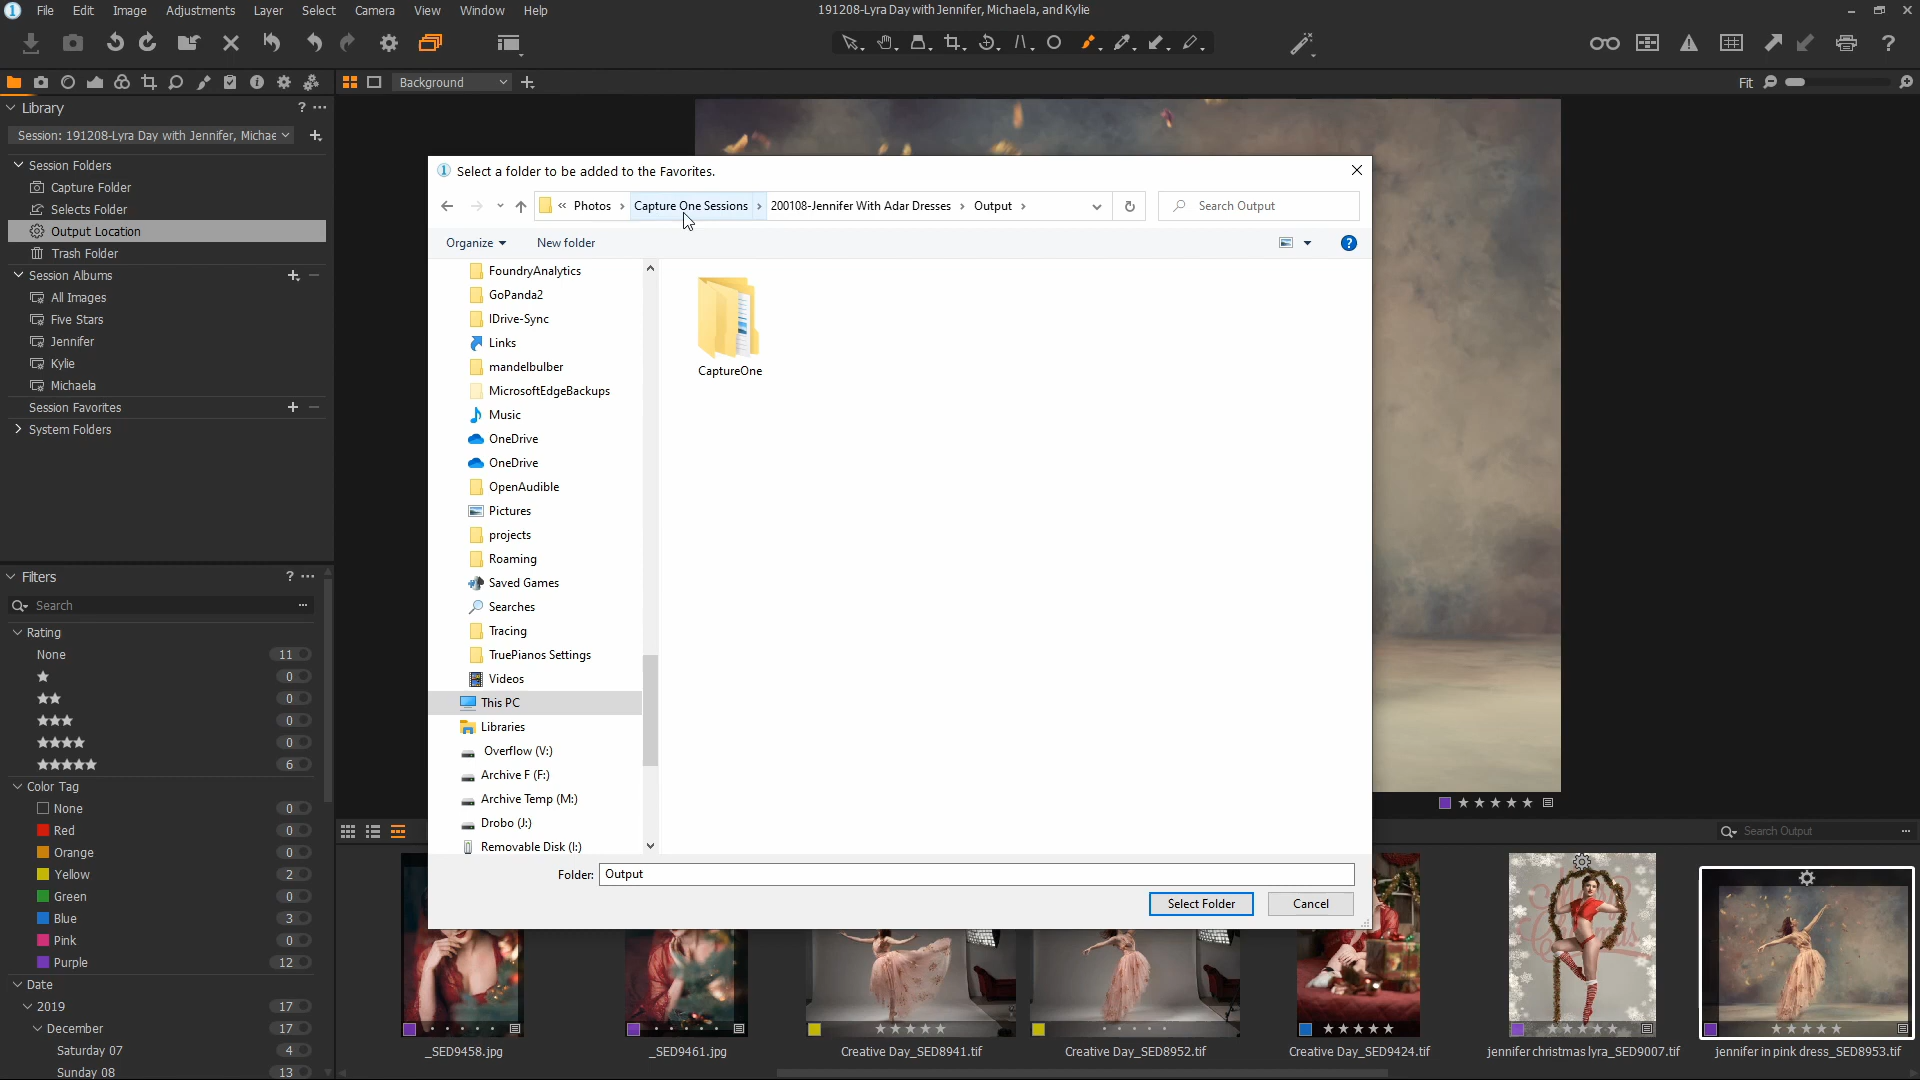 File Edit Image Adjustments Layer Select Camera View Window Help
191208-Lyra Day with Jennifer, Michaela, and Kylie
Background
Fit
Library
Session: 191208-Lyra Day with Jennifer, Michae
Session Folders
Capture Folder
Selects Folder
Output Location
Trash Folder
Session Albums
All Images
Five Stars
Jennifer
Kylie
Michaela
Session Favorites
System Folders
Filters
Search
Rating
None 11
0
0
0
0
6
Color Tag
None 0
Red 0
Orange 0
Yellow 2
Green 0
Blue 3
Pink 0
Purple 12
Date
2019 17
December 17
Saturday 07 4
Sunday 08 13
Select a folder to be added to the Favorites.
« Photos › Capture One Sessions › 200108-Jennifer With Adar Dresses › Output ›
Search Output
Organize New folder
FoundryAnalytics
GoPanda2
IDrive-Sync
Links
mandelbulber
MicrosoftEdgeBackups
Music
OneDrive
OneDrive
OpenAudible
Pictures
projects
Roaming
Saved Games
Searches
Tracing
TruePianos Settings
Videos
This PC
Libraries
Overflow (V:)
Archive F (F:)
Archive Temp (M:)
Drobo (J:)
Removable Disk (I:)
CaptureOne
Folder: Output
Select Folder Cancel
Search Output
_SED9458.jpg
_SED9461.jpg
Creative Day_SED8941.tif
Creative Day_SED8952.tif
Creative Day_SED9424.tif
jennifer christmas lyra_SED9007.tif
jennifer in pink dress_SED8953.tif